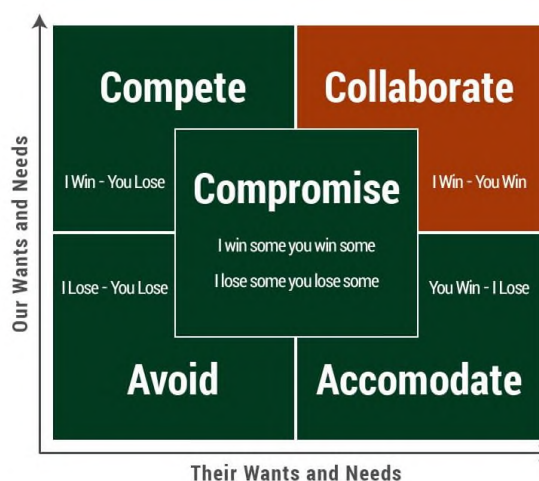 Compete
Collaborate
I Win - You Lose
I Win - You Win
Compromise
I win some you win some
I lose some you lose some
I Lose - You Lose
You Win - I Lose
Avoid
Accomodate
Our Wants and Needs
Their Wants and Needs